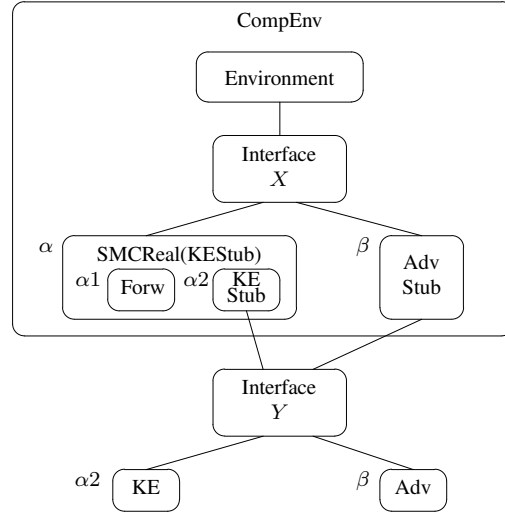 CompEnv
Environment
Interface
X
α
SMCReal(KEStub)
α1
Forw
α2
KE
Stub
β
Adv
Stub
Interface
Y
α2
KE
β
Adv